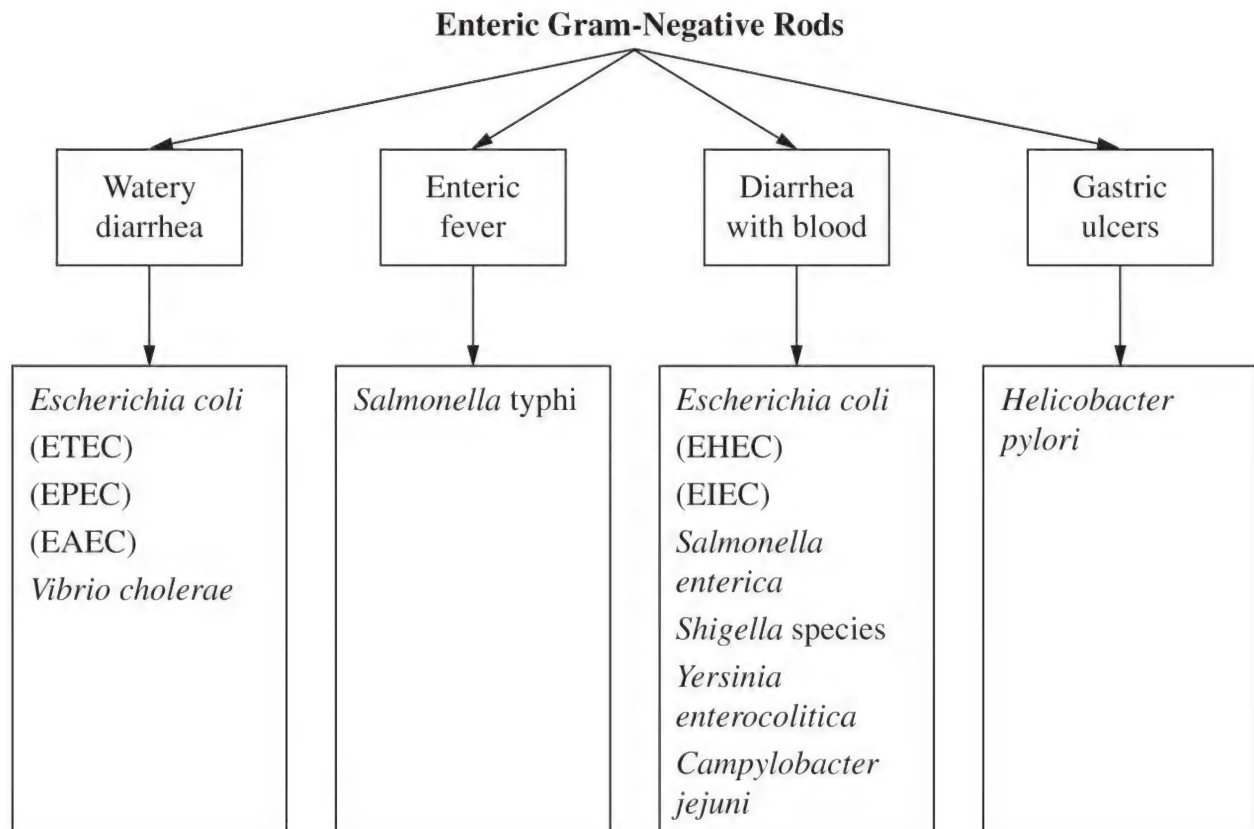 Enteric Gram-Negative Rods
Watery
diarrhea
Enteric
fever
Diarrhea
with blood
Gastric
ulcers
Escherichia coli
(ETEC)
(EPEC)
(EAEC)
Vibrio cholerae
Salmonella typhi
Escherichia coli
(EHEC)
(EIEC)
Salmonella
enterica
Shigella species
Yersinia
enterocolitica
Campylobacter
jejuni
Helicobacter
pylori